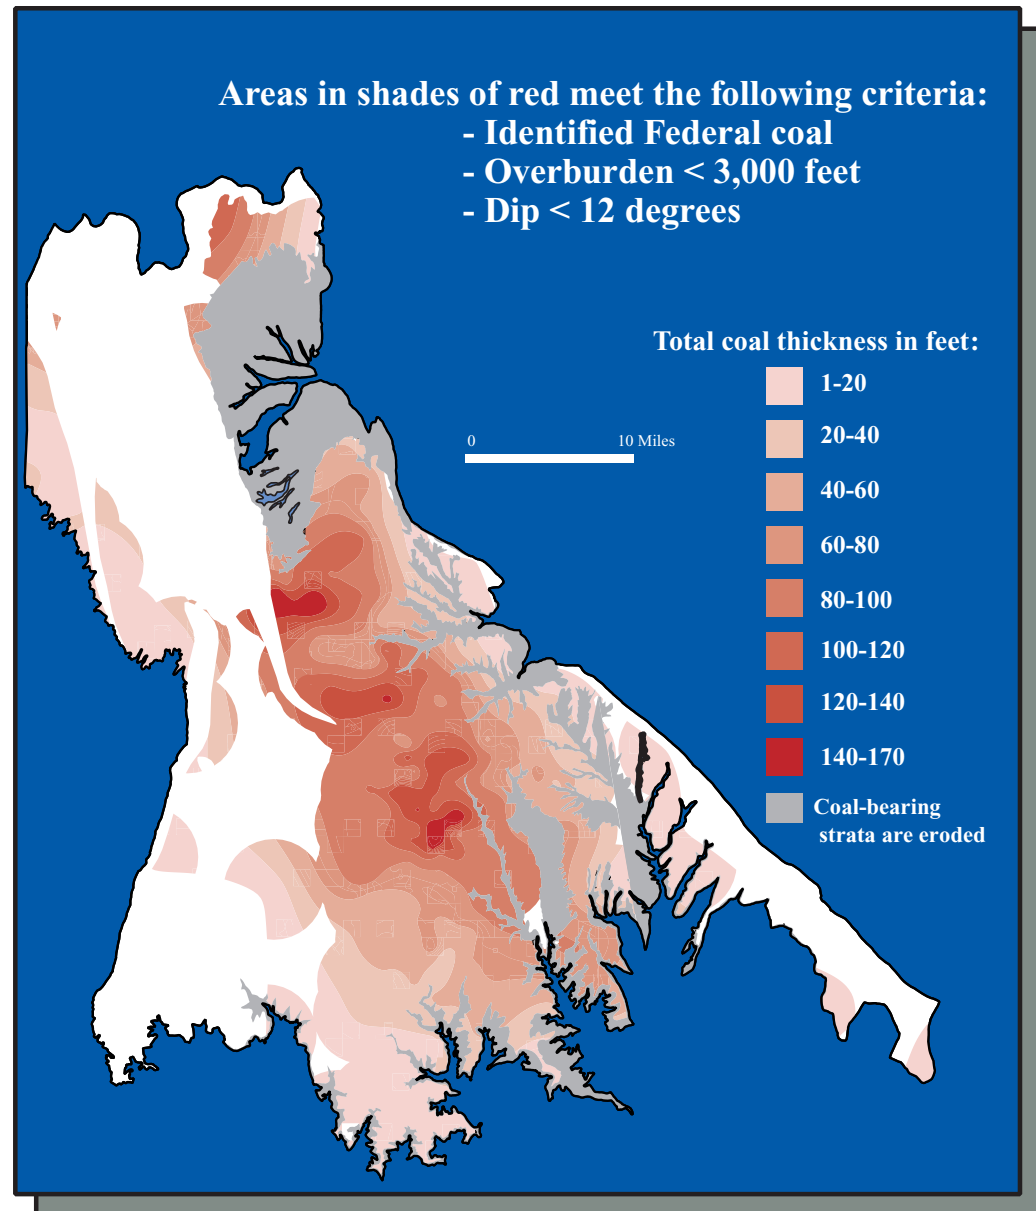 Areas in shades of red meet the following criteria:
- Identified Federal coal
- Overburden < 3,000 feet
- Dip < 12 degrees
Total coal thickness in feet:
1-20
20-40
0 10 Miles
40-60
60-80
80-100
100-120
120-140
140-170
Coal-bearing
strata are eroded